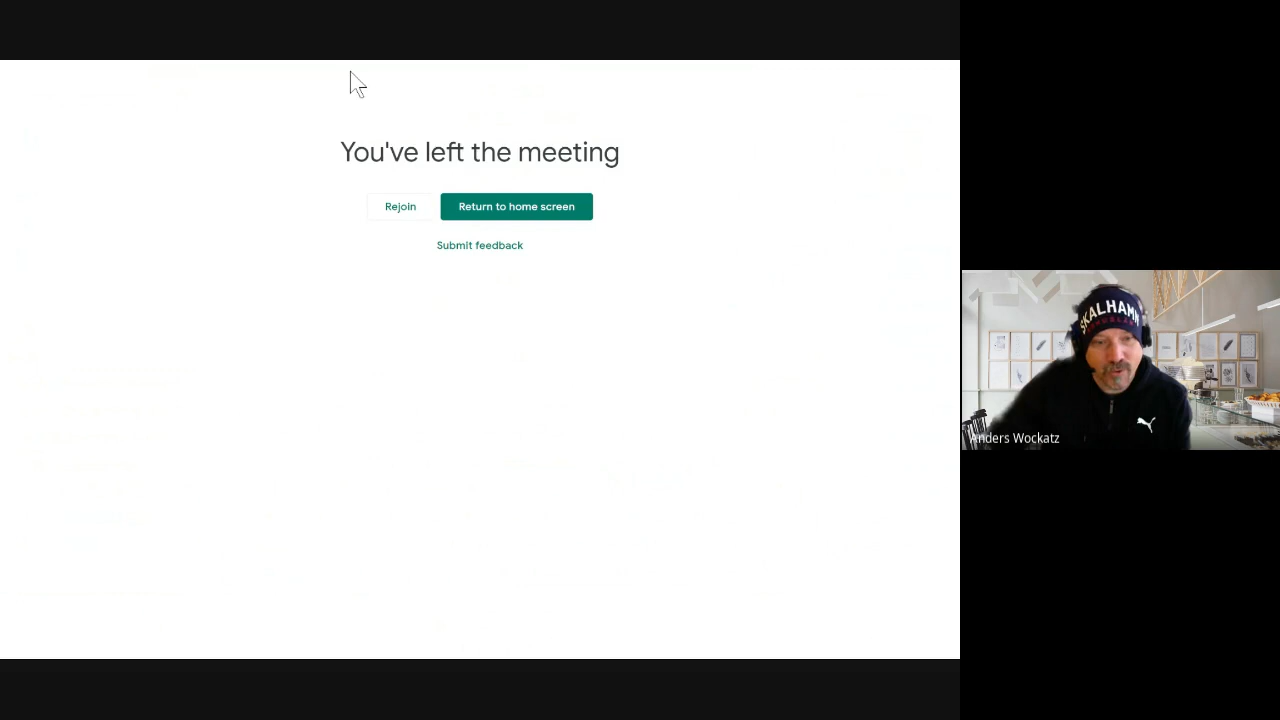 You've left the meeting
Rejoin
Return to home screen
Submit feedback
SKALHAMN
Anders Wockatz